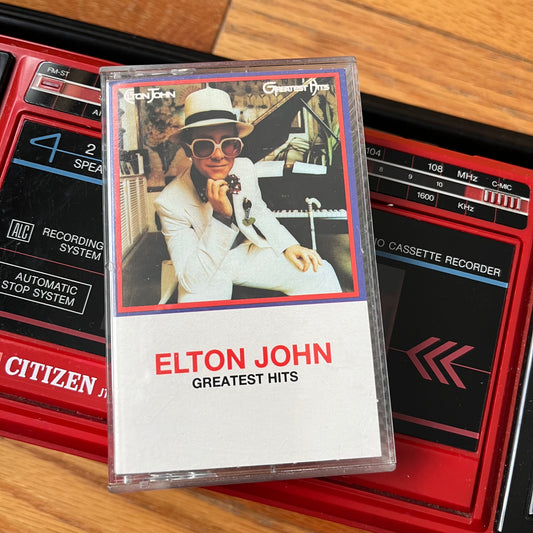 ELTON JOHN
GREATEST HITS
ELTON JOHN
GREATEST HITS
FM-ST
4 2
SPEA
ALC
RECORDING
SYSTEM
AUTOMATIC
STOP SYSTEM
CITIZEN
104 108 MHz
8 9 10
1600 KHz
C-MIC
O CASSETTE RECORDER